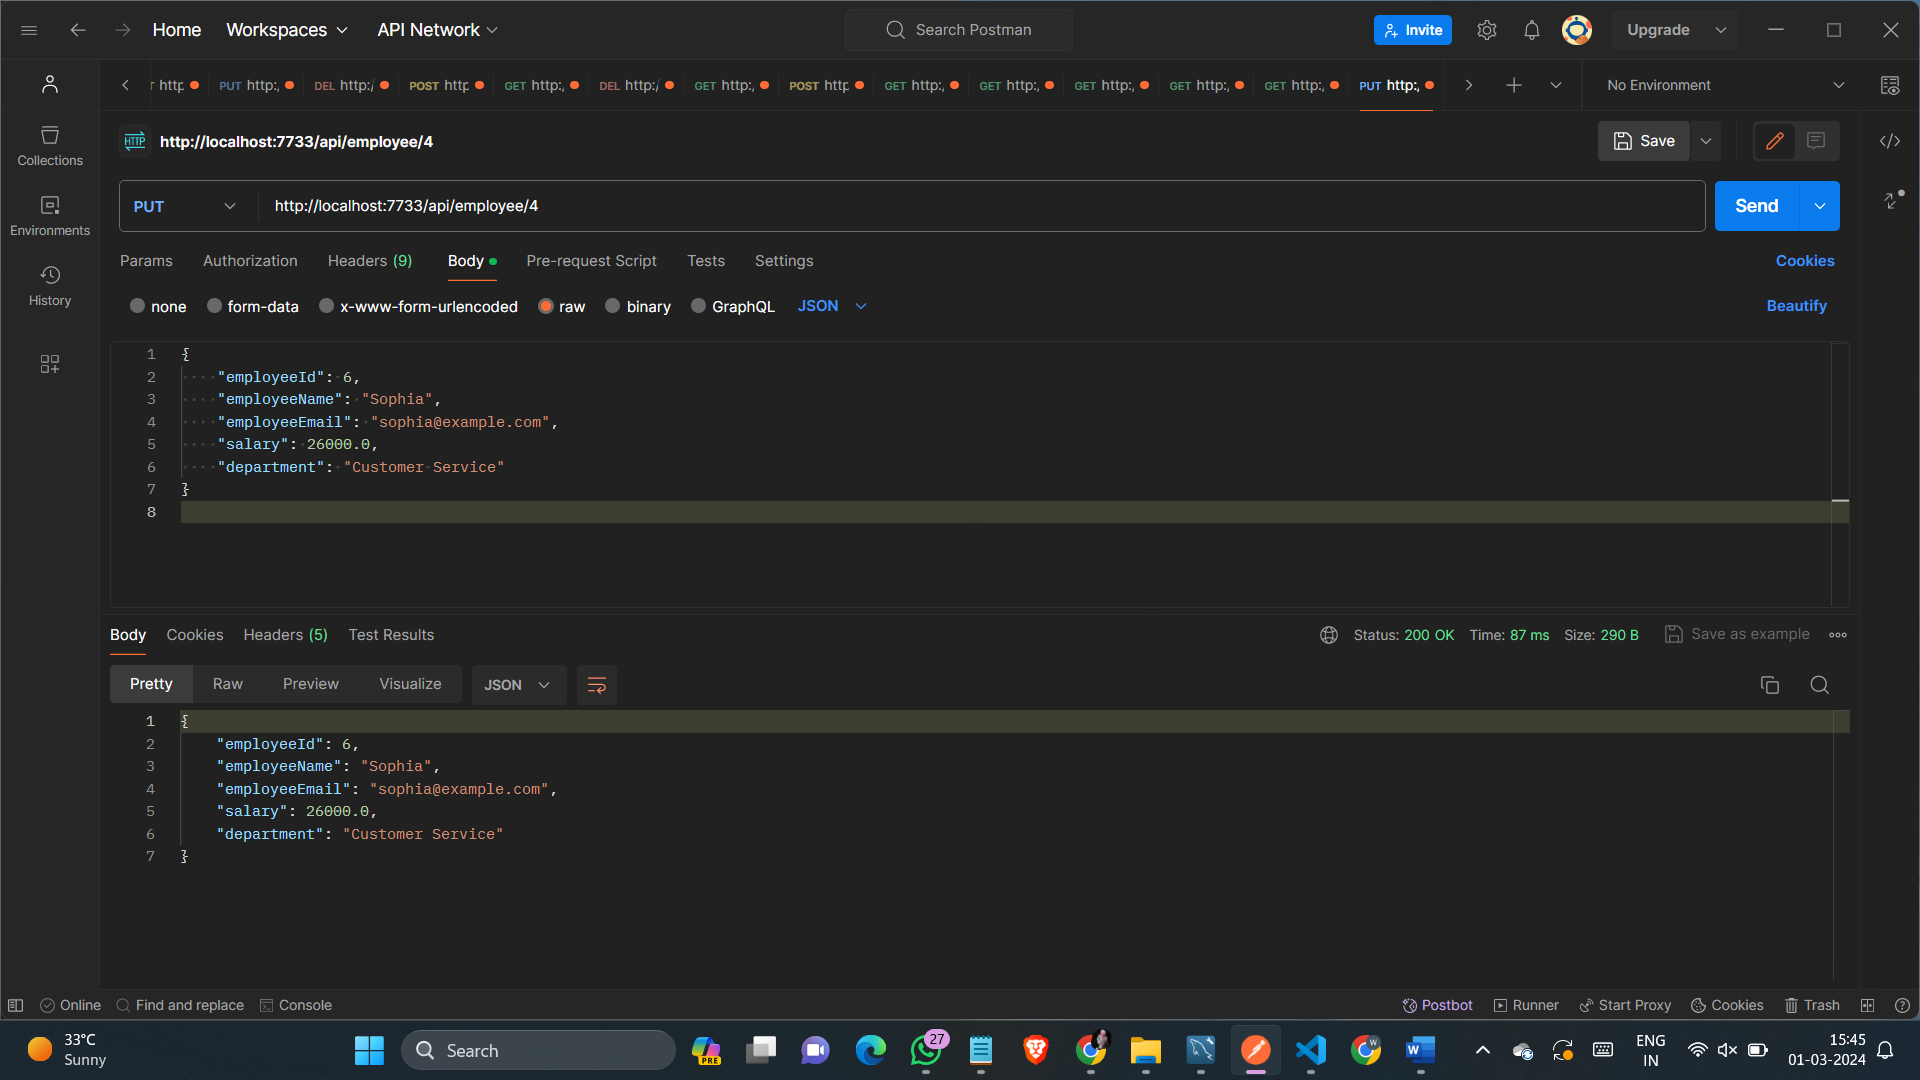 Home Workspaces API Network Search Postman Invite Upgrade
http PUT http:/ DEL http:/ POST http GET http:/ DEL http:/ GET http:/ POST http GET http:/ GET http:/ GET http:/ GET http:/ GET http:/ PUT http:/ No Environment
HTTP http://localhost:7733/api/employee/4 Save
Collections
PUT http://localhost:7733/api/employee/4 Send
Environments
Params Authorization Headers (9) Body Pre-request Script Tests Settings Cookies
History
none form-data x-www-form-urlencoded raw binary GraphQL JSON Beautify
1 {
2 "employeeId": 6,
3 "employeeName": "Sophia",
4 "employeeEmail": "sophia@example.com",
5 "salary": 26000.0,
6 "department": "Customer Service"
7 }
8
Body Cookies Headers (5) Test Results Status: 200 OK Time: 87 ms Size: 290 B Save as example
Pretty Raw Preview Visualize JSON
1 {
2 "employeeId": 6,
3 "employeeName": "Sophia",
4 "employeeEmail": "sophia@example.com",
5 "salary": 26000.0,
6 "department": "Customer Service"
7 }
Online Find and replace Console Postbot Runner Start Proxy Cookies Trash
33°C
Sunny
Search
PRE
27
W
W
ENG
IN
15:45
01-03-2024